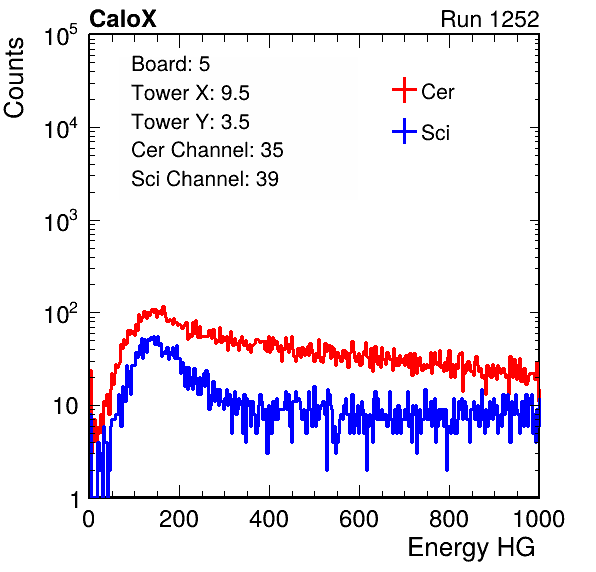 CaloX Run 1252
Counts
Board: 5
Tower X: 9.5
Tower Y: 3.5
Cer Channel: 35
Sci Channel: 39
Cer
Sci
10^5
10^4
10^3
10^2
10
1
0 200 400 600 800 1000
Energy HG